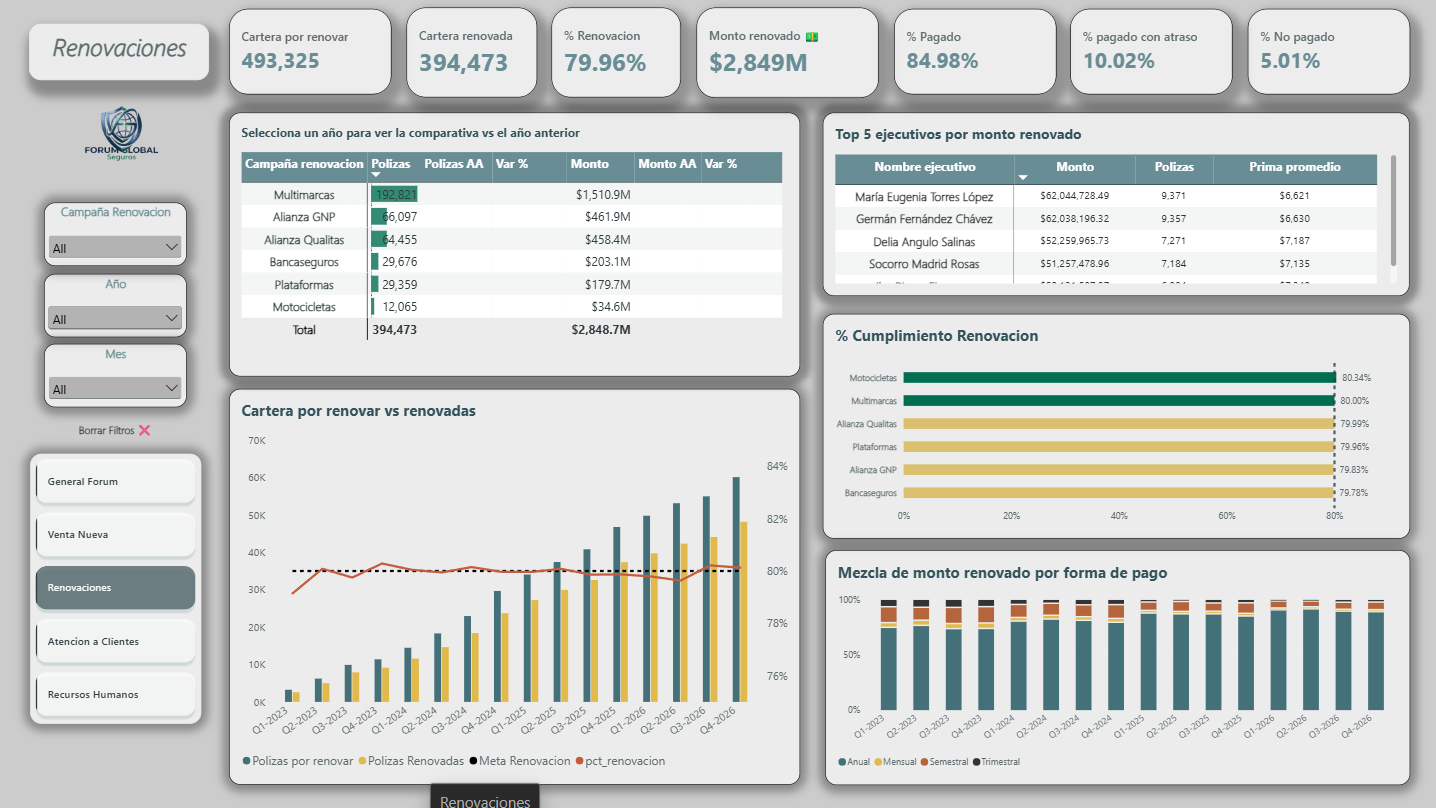 Renovaciones
Cartera por renovar
493,325
Cartera renovada
394,473
% Renovacion
79.96%
Monto renovado 💵
$2,849M
% Pagado
84.98%
% pagado con atraso
10.02%
% No pagado
5.01%
FORUM GLOBAL
Seguros
Campaña Renovacion
All
Año
All
Mes
All
Borrar Filtros ❌
General Forum
Venta Nueva
Renovaciones
Atencion a Clientes
Recursos Humanos
Selecciona un año para ver la comparativa vs el año anterior
Campaña renovacion Polizas Polizas AA Var % Monto Monto AA Var %
Multimarcas 192,821 $1,510.9M
Alianza GNP 66,097 $461.9M
Alianza Qualitas 64,455 $458.4M
Bancaseguros 29,676 $203.1M
Plataformas 29,359 $179.7M
Motocicletas 12,065 $34.6M
Total 394,473 $2,848.7M
Top 5 ejecutivos por monto renovado
Nombre ejecutivo Monto Polizas Prima promedio
María Eugenia Torres López $62,044,728.49 9,371 $6,621
Germán Fernández Chávez $62,038,196.32 9,357 $6,630
Delia Angulo Salinas $52,259,965.73 7,271 $7,187
Socorro Madrid Rosas $51,257,478.96 7,184 $7,135
% Cumplimiento Renovacion
Motocicletas 80.34%
Multimarcas 80.00%
Alianza Qualitas 79.99%
Plataformas 79.96%
Alianza GNP 79.83%
Bancaseguros 79.78%
0% 20% 40% 60% 80%
Cartera por renovar vs renovadas
70K
60K
50K
40K
30K
20K
10K
0K
84%
82%
80%
78%
76%
Q1-2023 Q2-2023 Q3-2023 Q4-2023 Q1-2024 Q2-2024 Q3-2024 Q4-2024 Q1-2025 Q2-2025 Q3-2025 Q4-2025 Q1-2026 Q2-2026 Q3-2026 Q4-2026
Polizas por renovar Polizas Renovadas Meta Renovacion pct_renovacion
Mezcla de monto renovado por forma de pago
100%
50%
0%
Q1-2023 Q2-2023 Q3-2023 Q4-2023 Q1-2024 Q2-2024 Q3-2024 Q4-2024 Q1-2025 Q2-2025 Q3-2025 Q4-2025 Q1-2026 Q2-2026 Q3-2026 Q4-2026
Anual Mensual Semestral Trimestral
Renovaciones